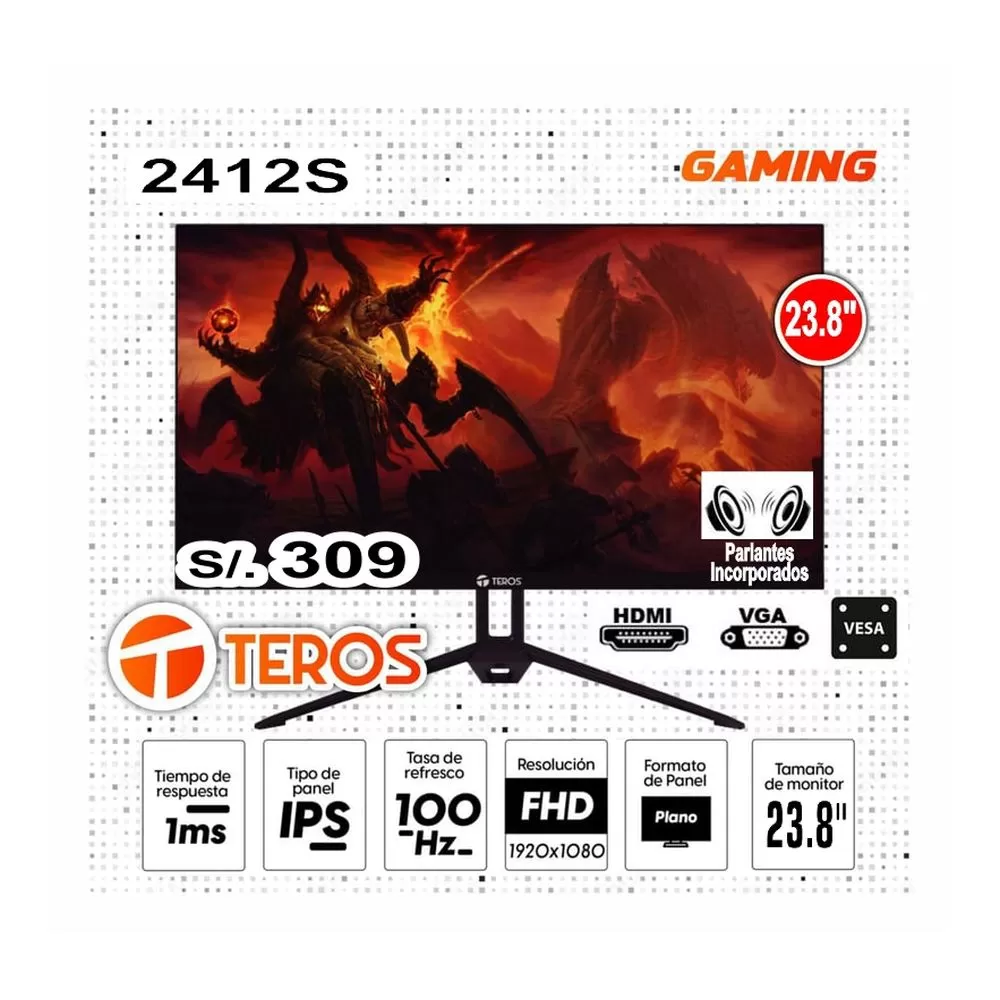 2412S
GAMING
23.8"
Parlantes
Incorporados
S/. 309
TEROS
HDMI
VGA
VESA
TEROS
Tiempo de
respuesta
1ms
Tipo de
panel
IPS
Tasa de
refresco
100
Hz
Resolución
FHD
1920x1080
Formato
de Panel
Plano
Tamaño
de monitor
23.8"